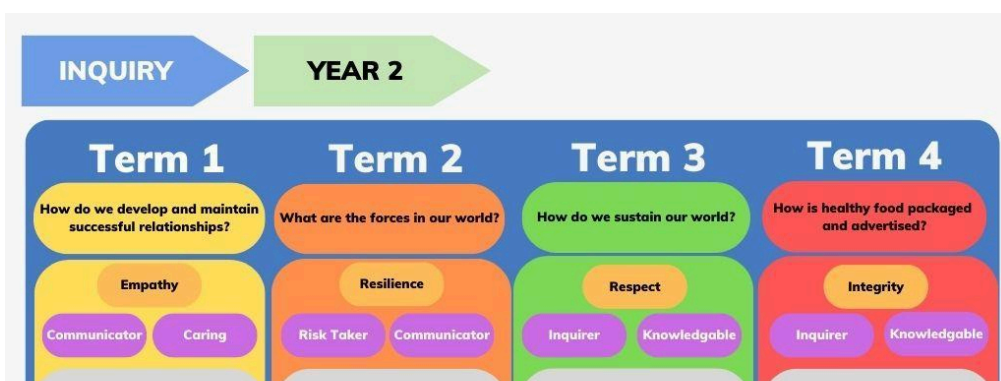 INQUIRY
YEAR 2
Term 1
Term 2
Term 3
Term 4
How do we develop and maintain
successful relationships?
What are the forces in our world?
How do we sustain our world?
How is healthy food packaged
and advertised?
Empathy
Resilience
Respect
Integrity
Communicator
Caring
Risk Taker
Communicator
Inquirer
Knowledgable
Inquirer
Knowledgable